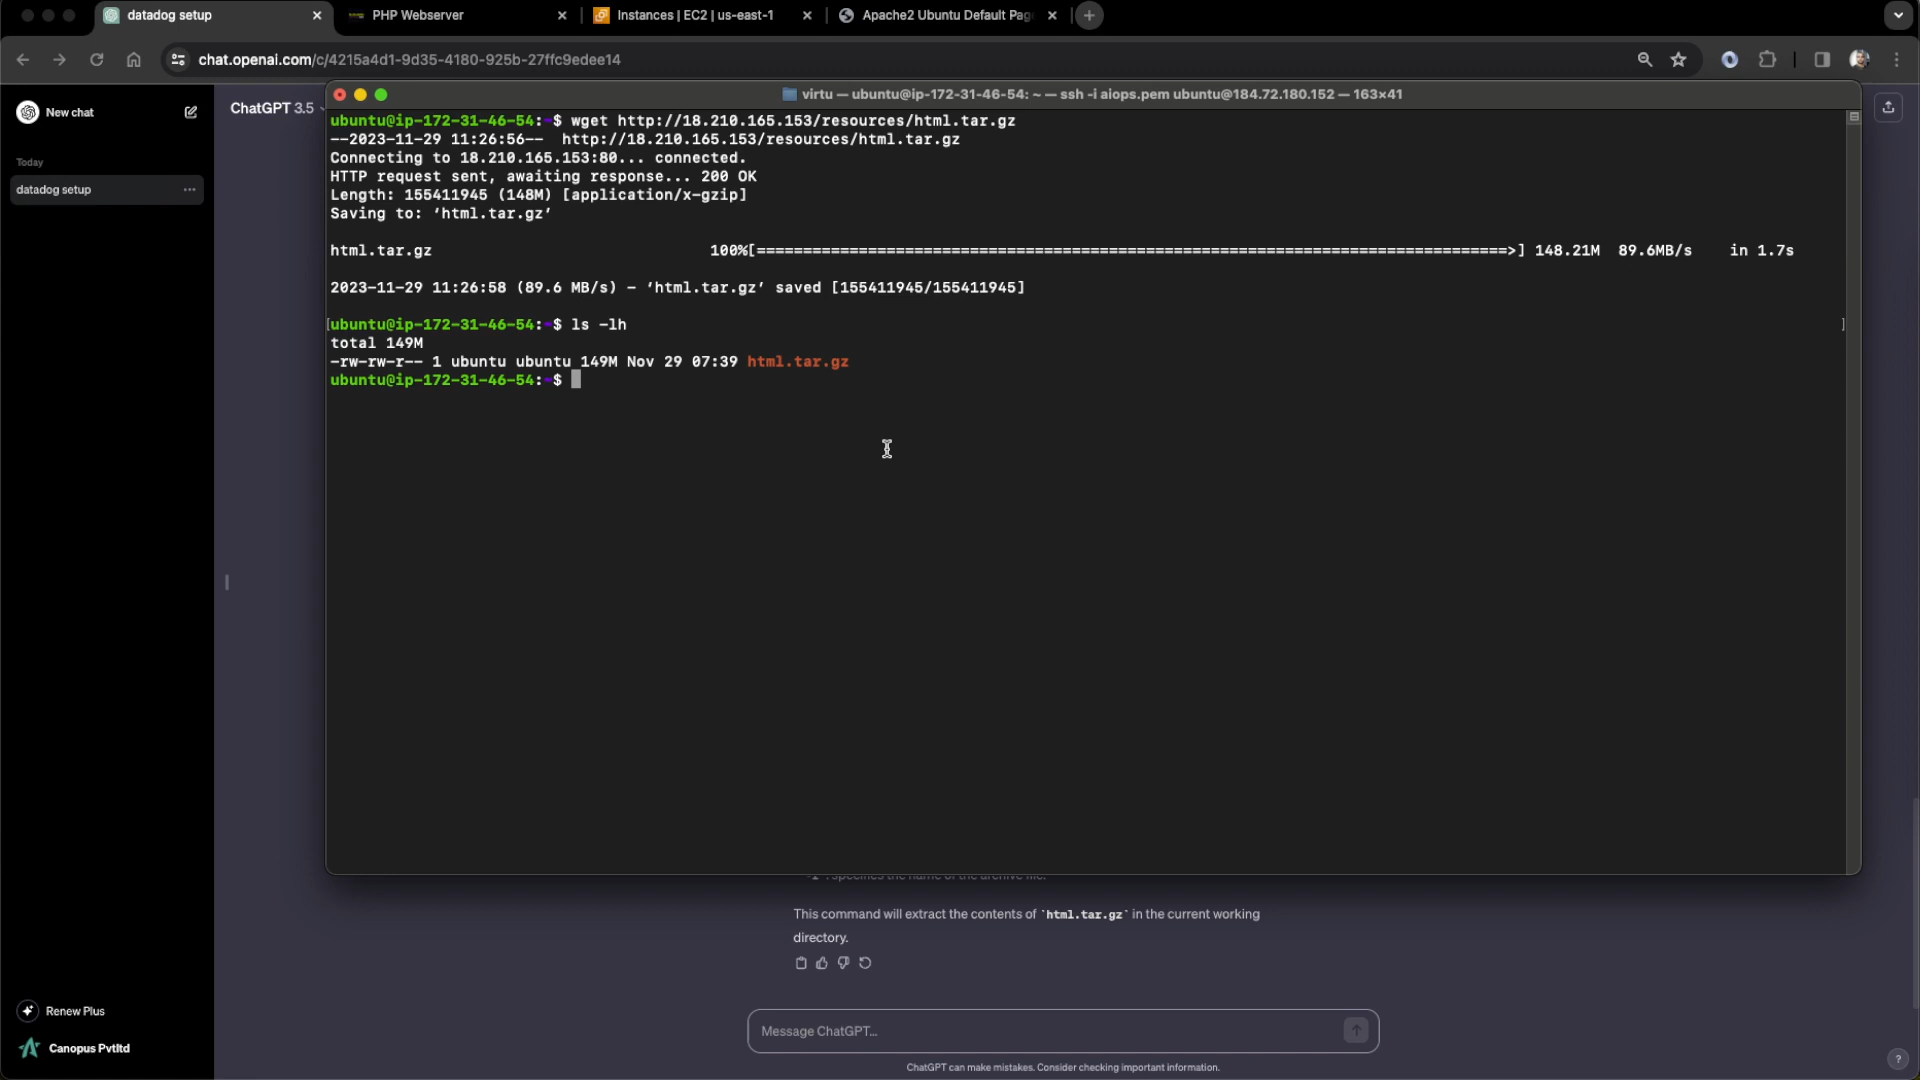 datadog setup
PHP Webserver
Instances | EC2 | us-east-1
Apache2 Ubuntu Default Pag
chat.openai.com/c/4215a4d1-9d35-4180-925b-27ffc9edee14
New chat
ChatGPT 3.5
Today
datadog setup
virtu — ubuntu@ip-172-31-46-54: ~ — ssh -i aiops.pem ubuntu@184.72.180.152 — 163×41
ubuntu@ip-172-31-46-54:~$ wget http://18.210.165.153/resources/html.tar.gz
--2023-11-29 11:26:56--  http://18.210.165.153/resources/html.tar.gz
Connecting to 18.210.165.153:80... connected.
HTTP request sent, awaiting response... 200 OK
Length: 155411945 (148M) [application/x-gzip]
Saving to: ‘html.tar.gz’
html.tar.gz 100%[=================================================================================>] 148.21M 89.6MB/s in 1.7s
2023-11-29 11:26:58 (89.6 MB/s) - ‘html.tar.gz’ saved [155411945/155411945]
[ubuntu@ip-172-31-46-54:~$ ls -lh ]
total 149M
-rw-rw-r-- 1 ubuntu ubuntu 149M Nov 29 07:39 html.tar.gz
ubuntu@ip-172-31-46-54:~$
specifies the name of the archive file.
This command will extract the contents of `html.tar.gz` in the current working
directory.
Renew Plus
Canopus Pvtltd
Message ChatGPT...
ChatGPT can make mistakes. Consider checking important information.
?